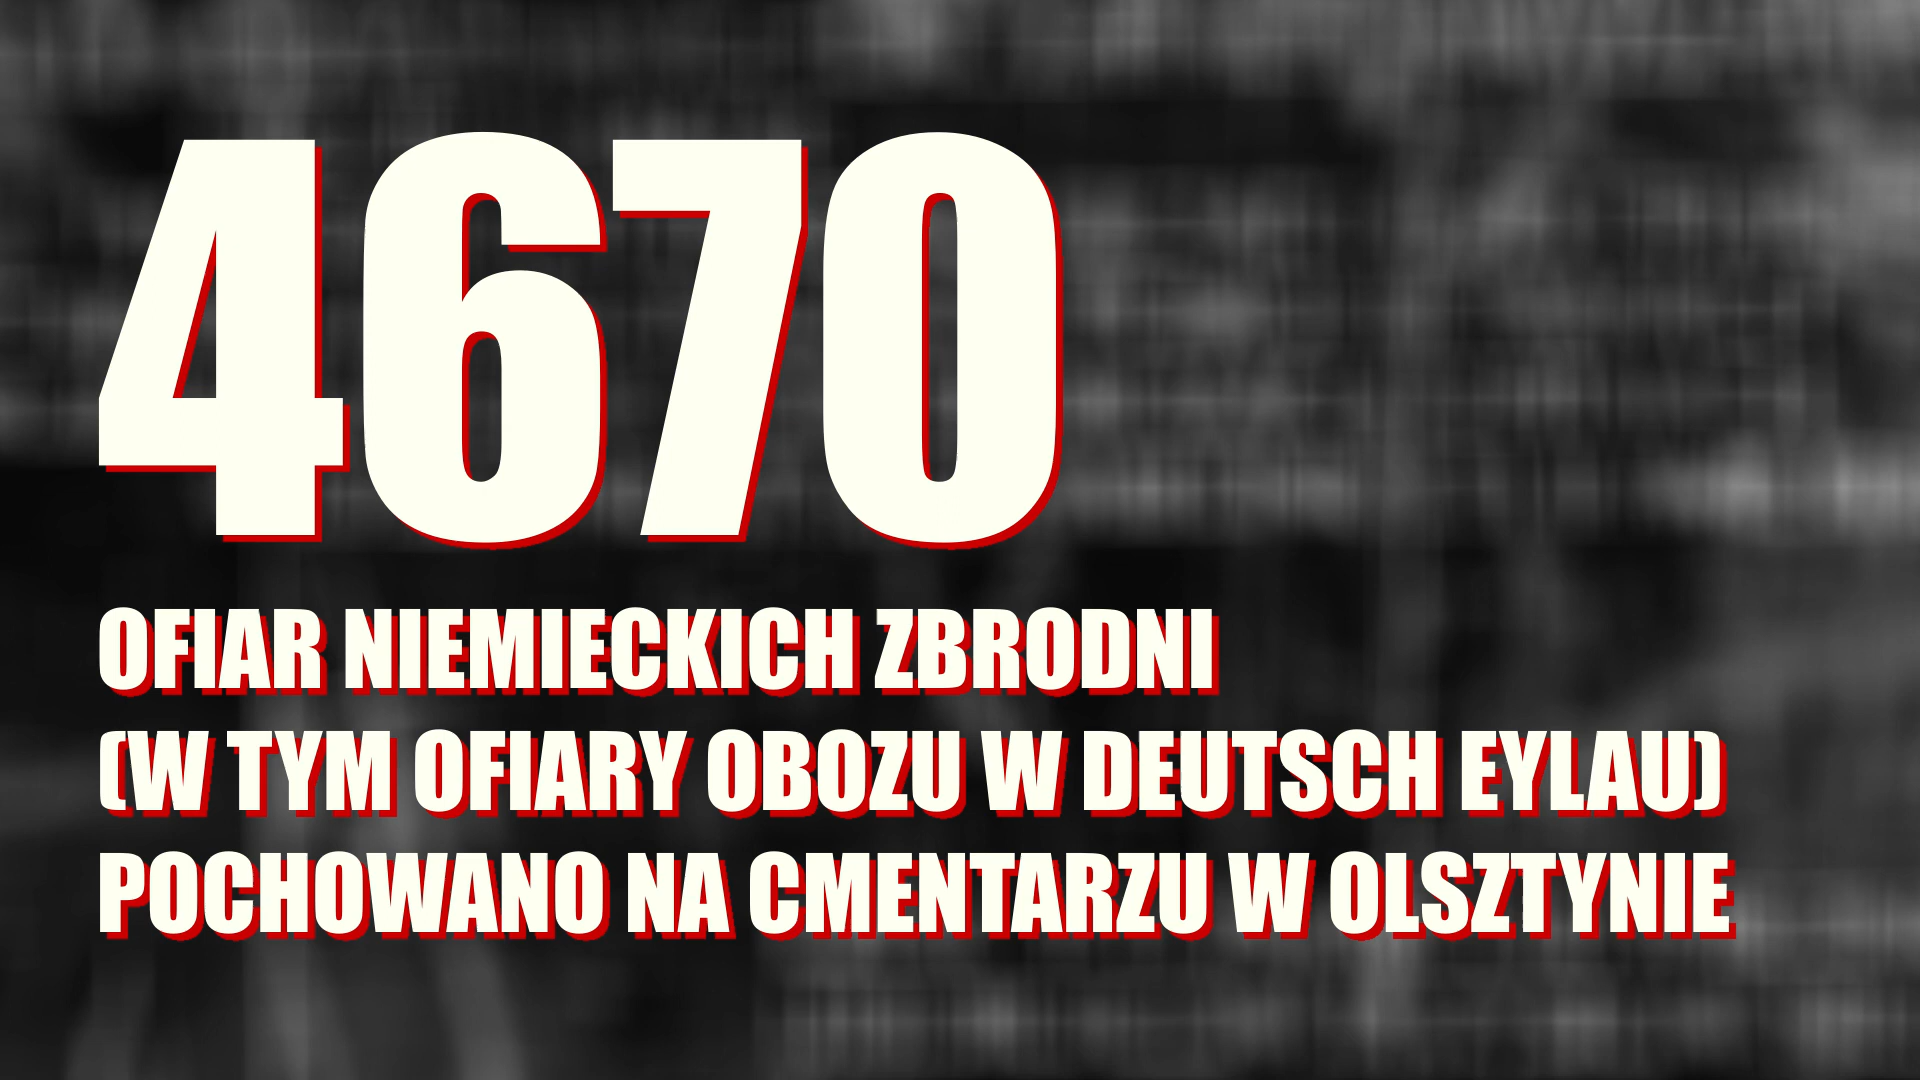 4670
OFIAR NIEMIECKICH ZBRODNI
(W TYM OFIARY OBOZU W DEUTSCH EYLAU)
POCHOWANO NA CMENTARZU W OLSZTYNIE